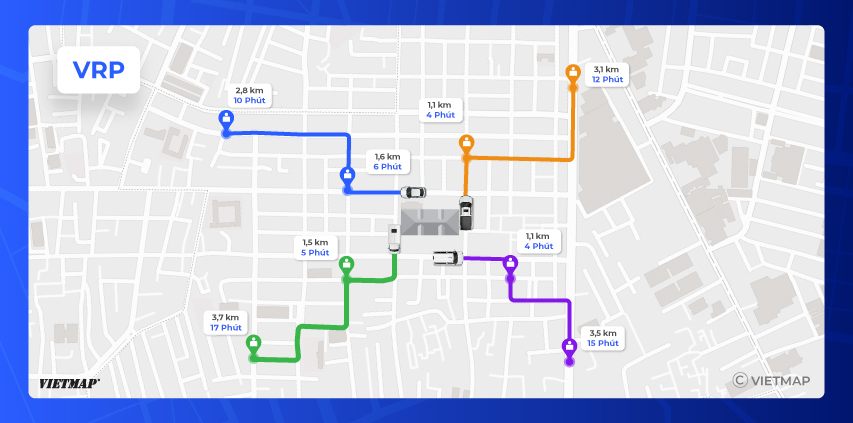 VRP
2,8 km
10 Phút
1,6 km
6 Phút
1,1 km
4 Phút
3,1 km
12 Phút
1,5 km
5 Phút
1,1 km
4 Phút
3,7 km
17 Phút
3,5 km
15 Phút
VIETMAP
© VIETMAP